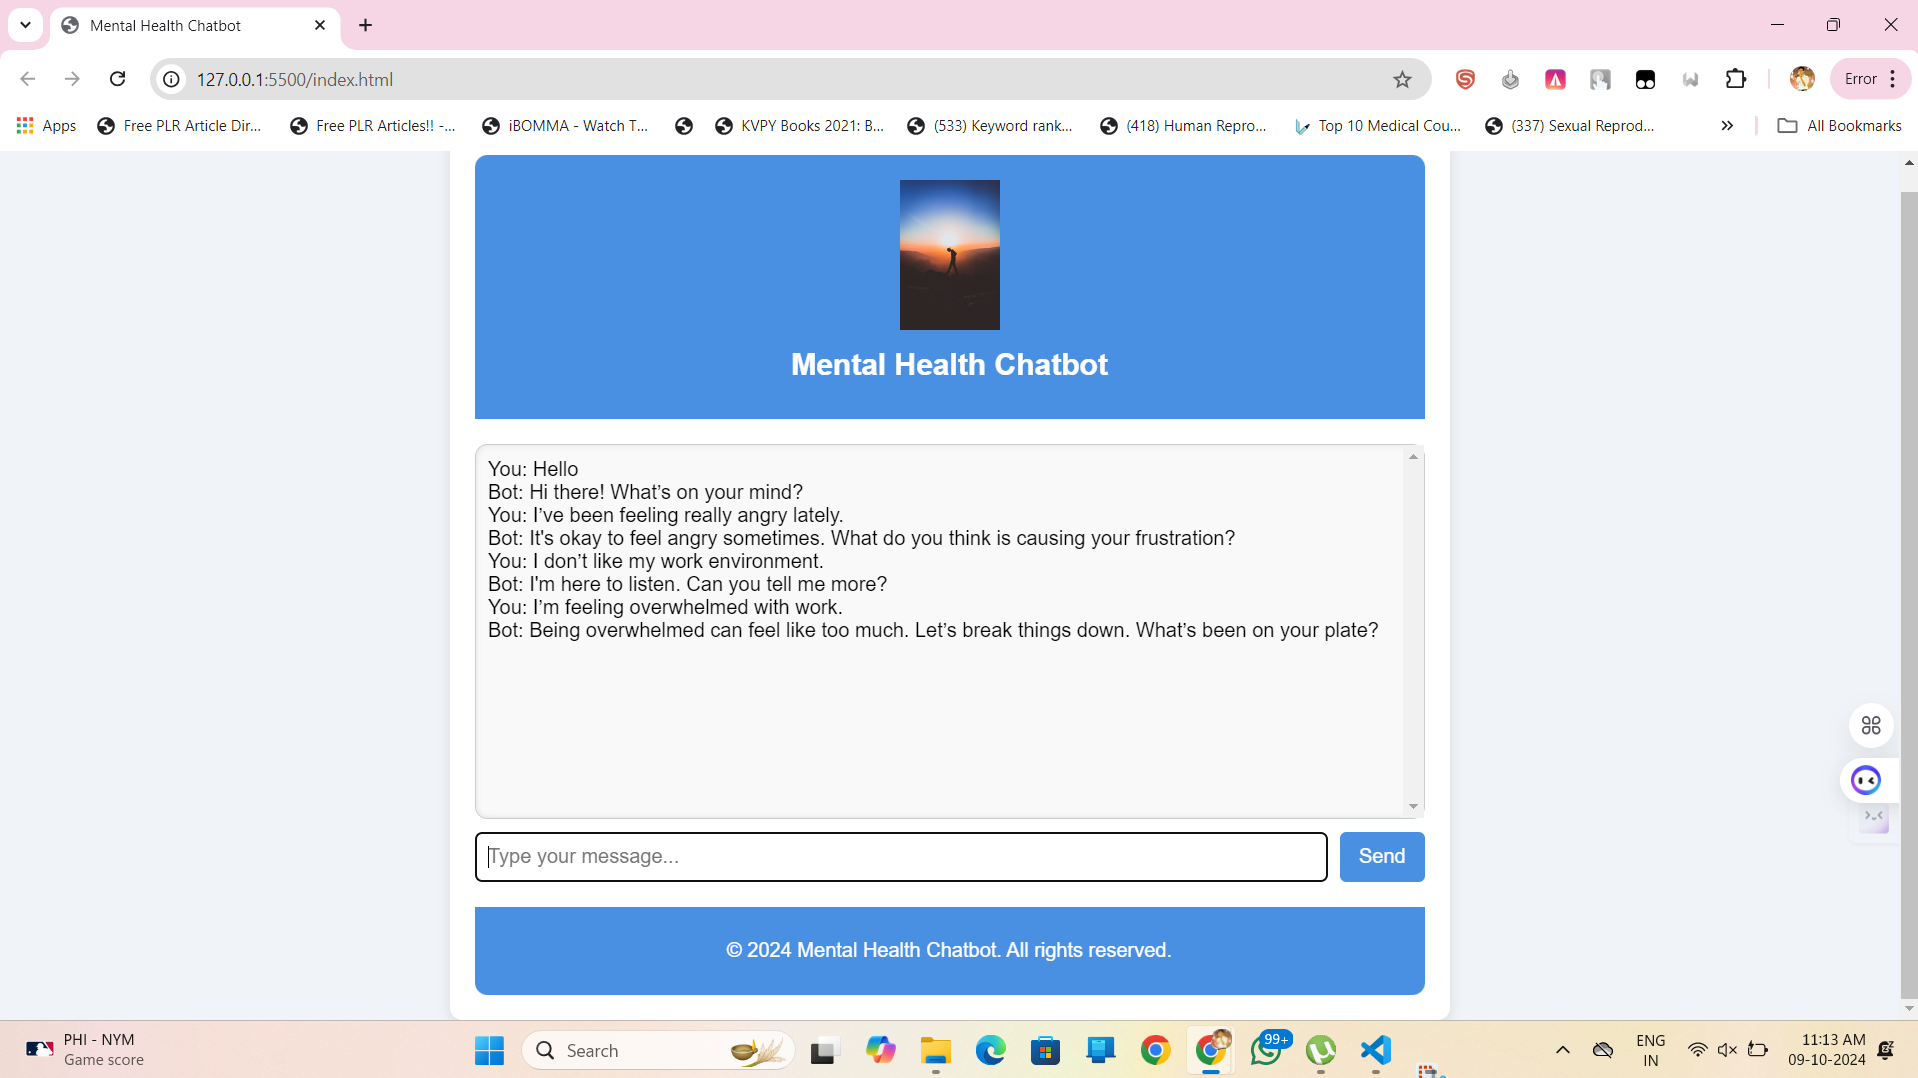 Mental Health Chatbot
127.0.0.1:5500/index.html
Error
Apps
Free PLR Article Dir...
Free PLR Articles!! -...
iBOMMA - Watch T...
KVPY Books 2021: B...
(533) Keyword rank...
(418) Human Repro...
Top 10 Medical Cou...
(337) Sexual Reprod...
All Bookmarks
Mental Health Chatbot
You: Hello
Bot: Hi there! What’s on your mind?
You: I’ve been feeling really angry lately.
Bot: It's okay to feel angry sometimes. What do you think is causing your frustration?
You: I don’t like my work environment.
Bot: I'm here to listen. Can you tell me more?
You: I’m feeling overwhelmed with work.
Bot: Being overwhelmed can feel like too much. Let’s break things down. What’s been on your plate?
Type your message...
Send
© 2024 Mental Health Chatbot. All rights reserved.
PHI - NYM
Game score
Search
99+
ENG
IN
11:13 AM
09-10-2024